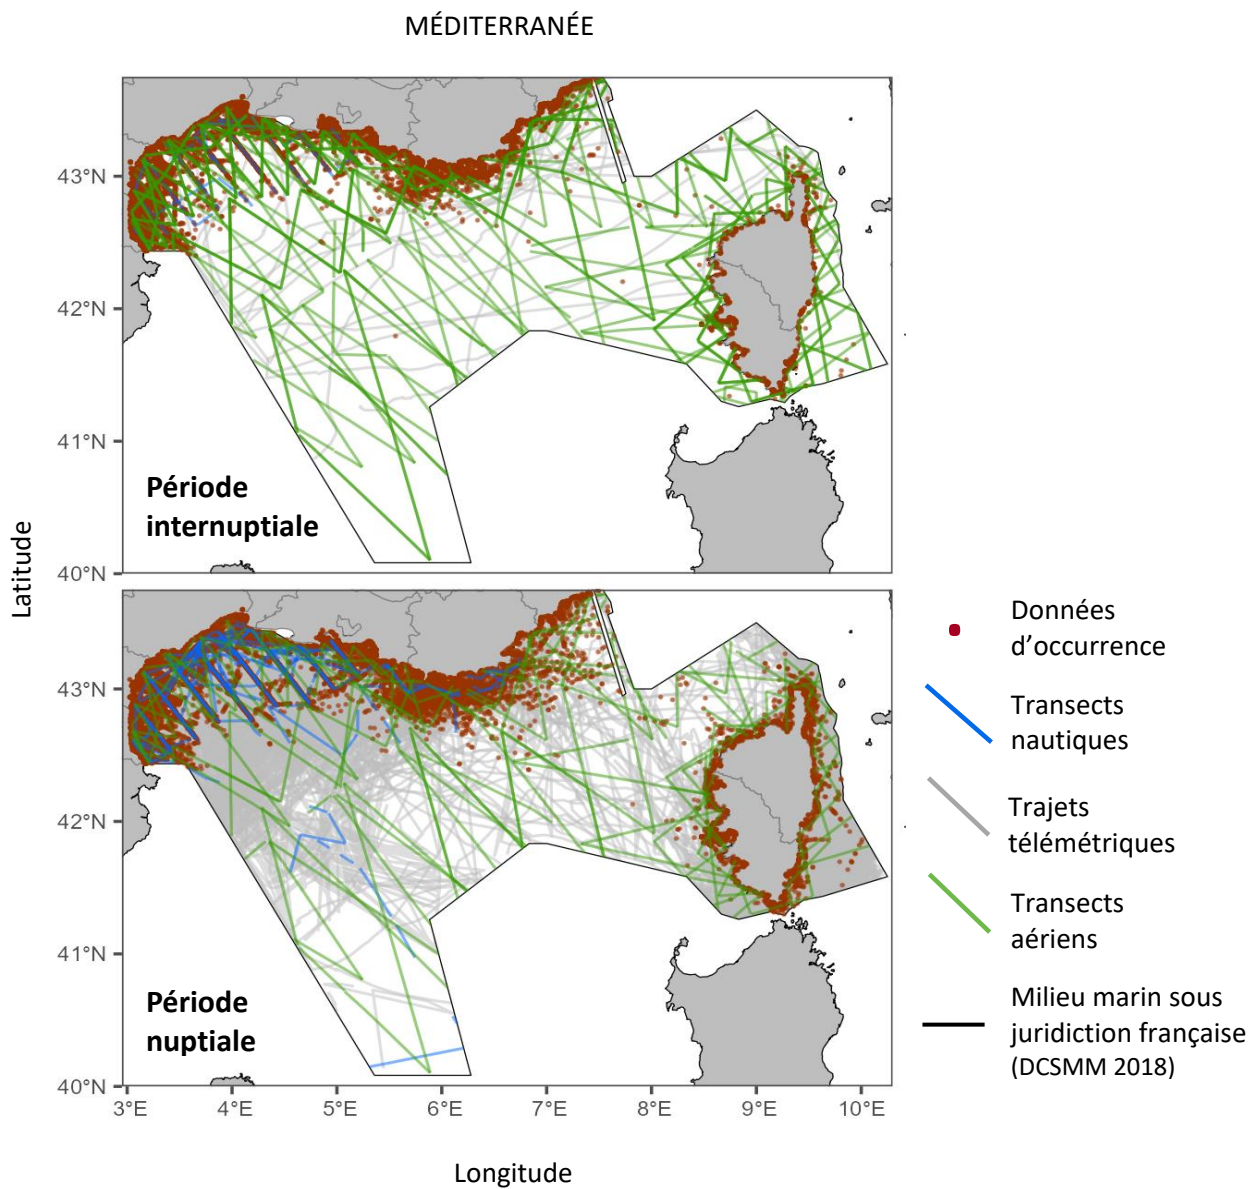 MÉDITERRANÉE
43°N
42°N
41°N
40°N
Période
internuptiale
Latitude
43°N
42°N
41°N
40°N
Période
nuptiale
3°E 4°E 5°E 6°E 7°E 8°E 9°E 10°E
Longitude
Données
d’occurrence
Transects
nautiques
Trajets
télémétriques
Transects
aériens
Milieu marin sous
juridiction française
(DCSMM 2018)